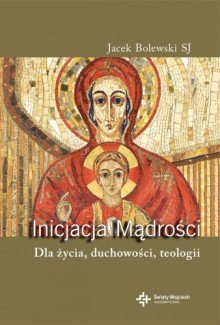 Jacek Bolewski SJ
Inicjacja Mądrości
Dla życia, duchowości, teologii
Święty Wojciech